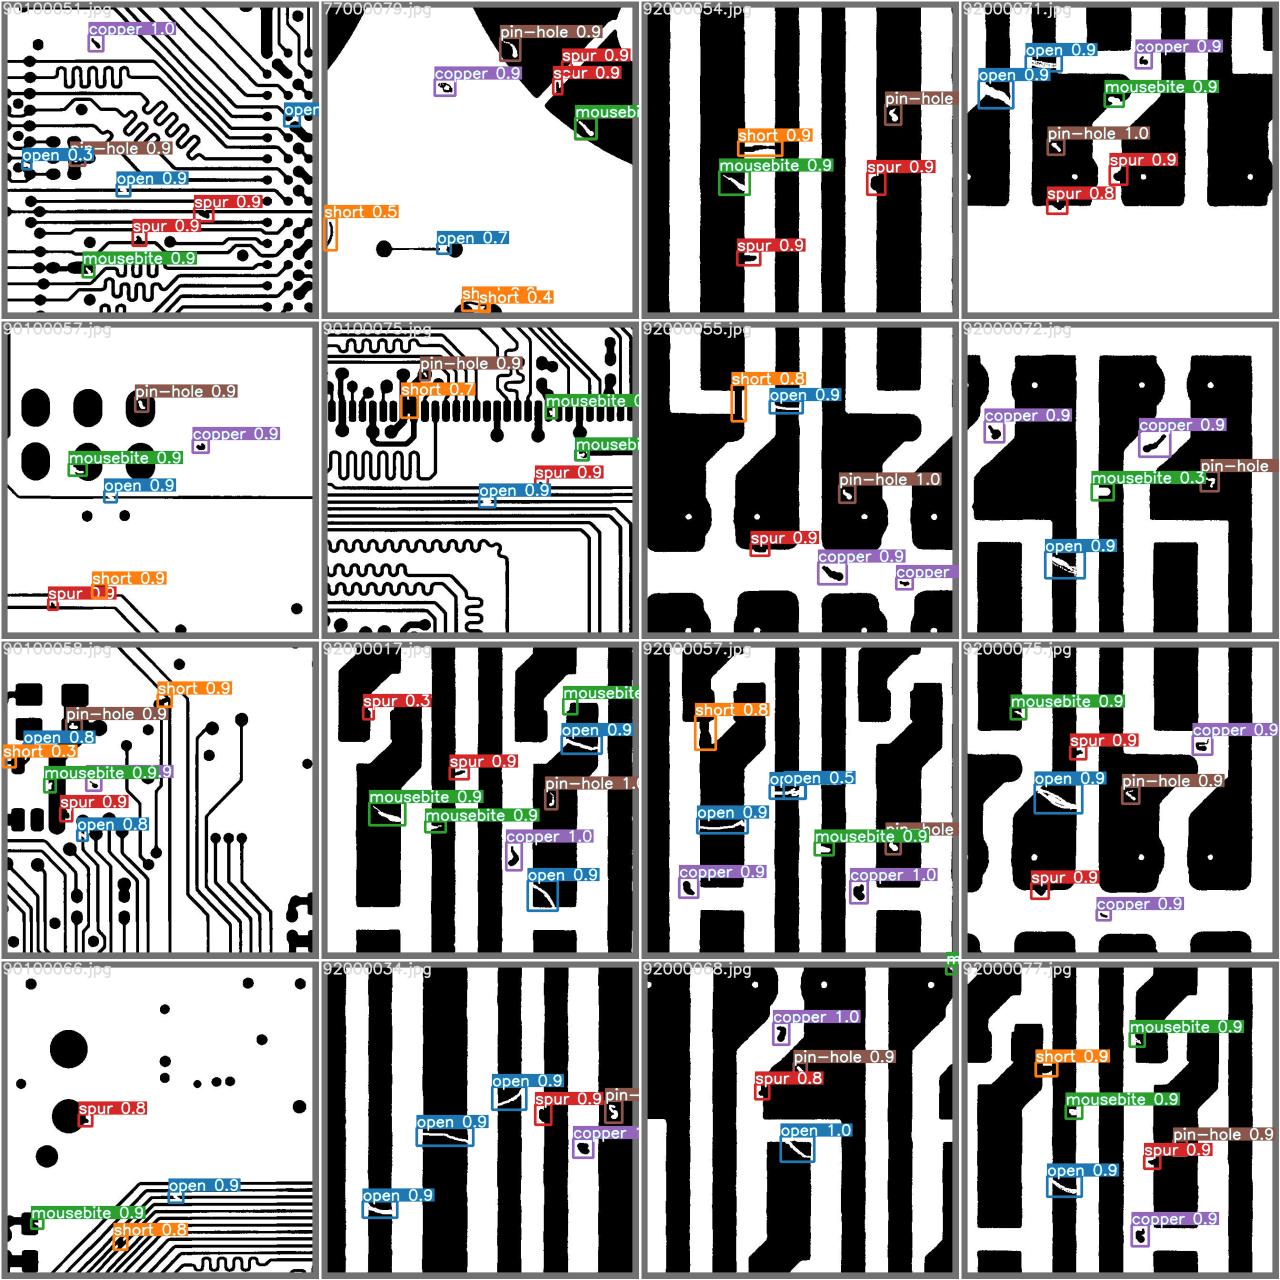 90100051.jpg
copper 1.0
open
pin-hole 0.9
open 0.3
open 0.9
spur 0.9
spur 0.9
mousebite 0.9
77000079.jpg
pin-hole 0.9
spur 0.9
spur 0.9
copper 0.9
mousebi
short 0.5
open 0.7
short 0.4
92000054.jpg
pin-hole
short 0.9
mousebite 0.9
spur 0.9
spur 0.9
92000071.jpg
open 0.9
copper 0.9
open 0.9
mousebite 0.9
pin-hole 1.0
spur 0.9
spur 0.8
90100057.jpg
pin-hole 0.9
copper 0.9
mousebite 0.9
open 0.9
short 0.9
spur 0.9
90100075.jpg
pin-hole 0.9
short 0.7
mousebite 0
mousebi
spur 0.9
open 0.9
92000055.jpg
short 0.8
open 0.9
pin-hole 1.0
spur 0.9
copper 0.9
copper
92000072.jpg
copper 0.9
copper 0.9
pin-hole
mousebite 0.3
open 0.9
90100058.jpg
short 0.9
pin-hole 0.9
open 0.8
short 0.3
mousebite 0.9
spur 0.9
open 0.8
92000017.jpg
spur 0.3
mousebite
open 0.9
spur 0.9
pin-hole 1.0
mousebite 0.9
mousebite 0.9
copper 1.0
open 0.9
92000057.jpg
short 0.8
open 0.5
open 0.9
mousebite 0.9
pin-hole
copper 0.9
copper 1.0
92000075.jpg
mousebite 0.9
copper 0.9
spur 0.9
open 0.9
pin-hole 0.9
spur 0.9
copper 0.9
90100066.jpg
spur 0.8
open 0.9
mousebite 0.9
short 0.8
92000034.jpg
open 0.9
spur 0.9
pin-
open 0.9
copper
open 0.9
92000068.jpg
copper 1.0
pin-hole 0.9
spur 0.8
open 1.0
92000077.jpg
mousebite 0.9
short 0.9
mousebite 0.9
pin-hole 0.9
spur 0.9
open 0.9
copper 0.9